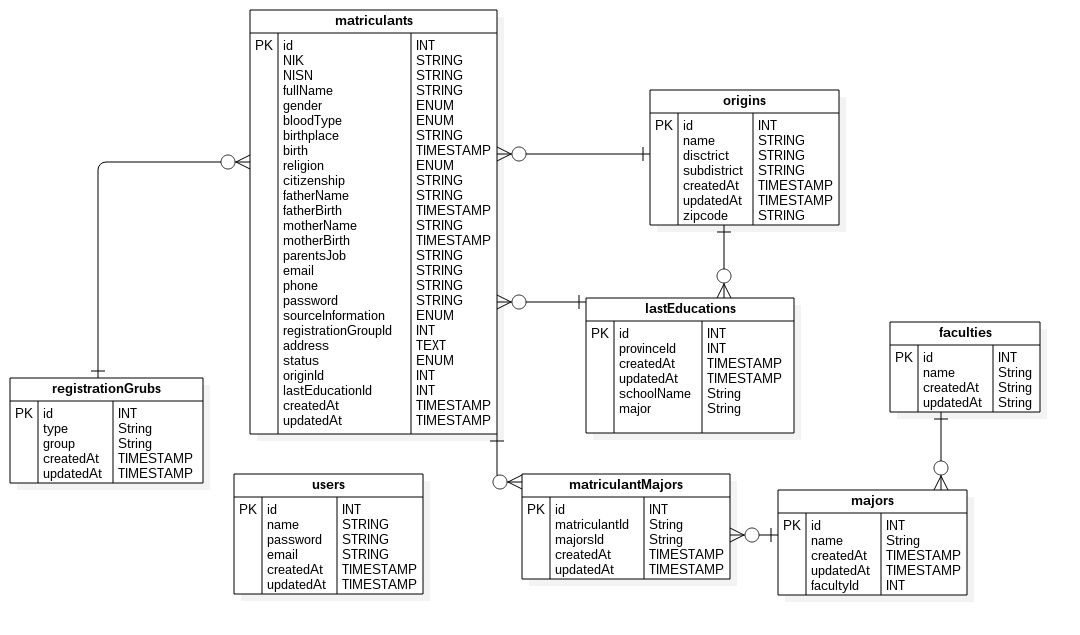 matriculants
PK id INT
NIK STRING
NISN STRING
fullName STRING
gender ENUM
bloodType ENUM
birthplace STRING
birth TIMESTAMP
religion ENUM
citizenship STRING
fatherName STRING
fatherBirth TIMESTAMP
motherName STRING
motherBirth TIMESTAMP
parentsJob STRING
email STRING
phone STRING
password STRING
sourceInformation ENUM
registrationGroupId INT
address TEXT
status ENUM
originId INT
lastEducationId INT
createdAt TIMESTAMP
updatedAt TIMESTAMP
origins
PK id INT
name STRING
disctrict STRING
subdistrict STRING
createdAt TIMESTAMP
updatedAt TIMESTAMP
zipcode STRING
lastEducations
PK id INT
provinceId INT
createdAt TIMESTAMP
updatedAt TIMESTAMP
schoolName String
major String
faculties
PK id INT
name String
createdAt String
updatedAt String
registrationGrubs
PK id INT
type String
group String
createdAt TIMESTAMP
updatedAt TIMESTAMP
users
PK id INT
name STRING
password STRING
email STRING
createdAt TIMESTAMP
updatedAt TIMESTAMP
matriculantMajors
PK id INT
matriculantId String
majorsId String
createdAt TIMESTAMP
updatedAt TIMESTAMP
majors
PK id INT
name String
createdAt TIMESTAMP
updatedAt TIMESTAMP
facultyId INT